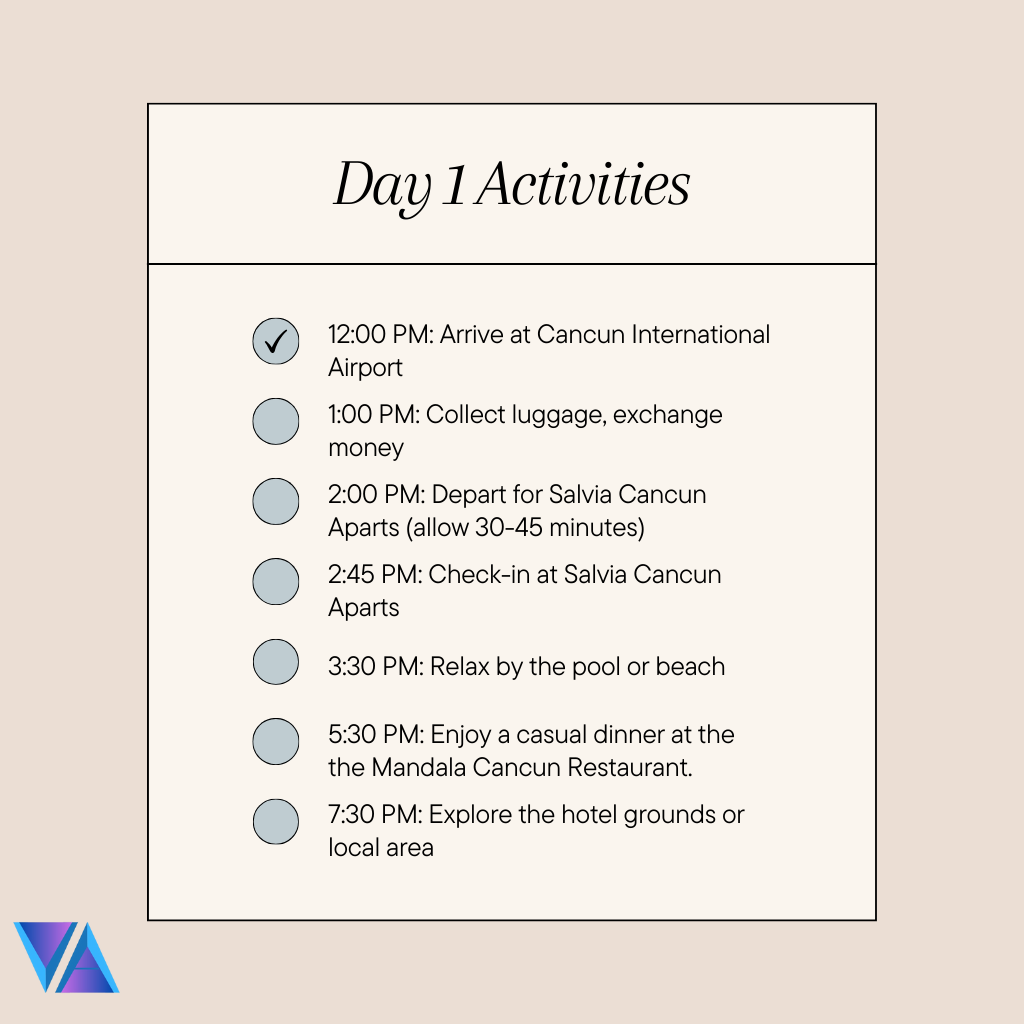 Day 1 Activities
12:00 PM: Arrive at Cancun International
Airport
1:00 PM: Collect luggage, exchange
money
2:00 PM: Depart for Salvia Cancun
Aparts (allow 30-45 minutes)
2:45 PM: Check-in at Salvia Cancun
Aparts
3:30 PM: Relax by the pool or beach
5:30 PM: Enjoy a casual dinner at the
the Mandala Cancun Restaurant.
7:30 PM: Explore the hotel grounds or
local area
VA